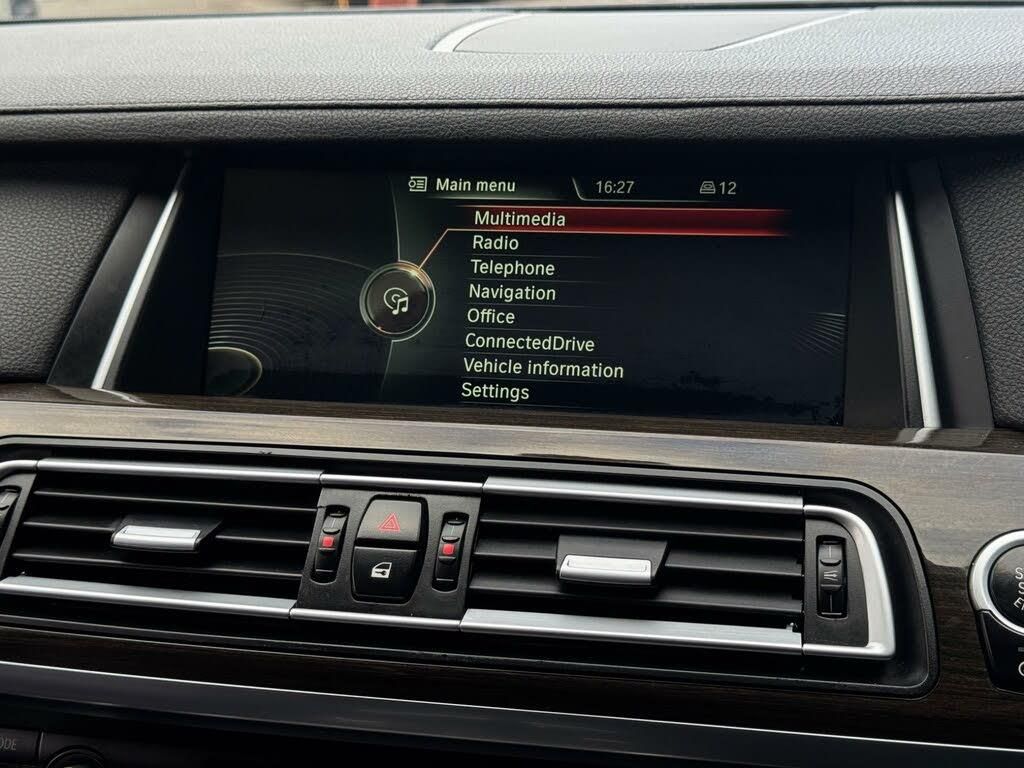 Main menu 16:27 12
Multimedia
Radio
Telephone
Navigation
Office
ConnectedDrive
Vehicle information
Settings